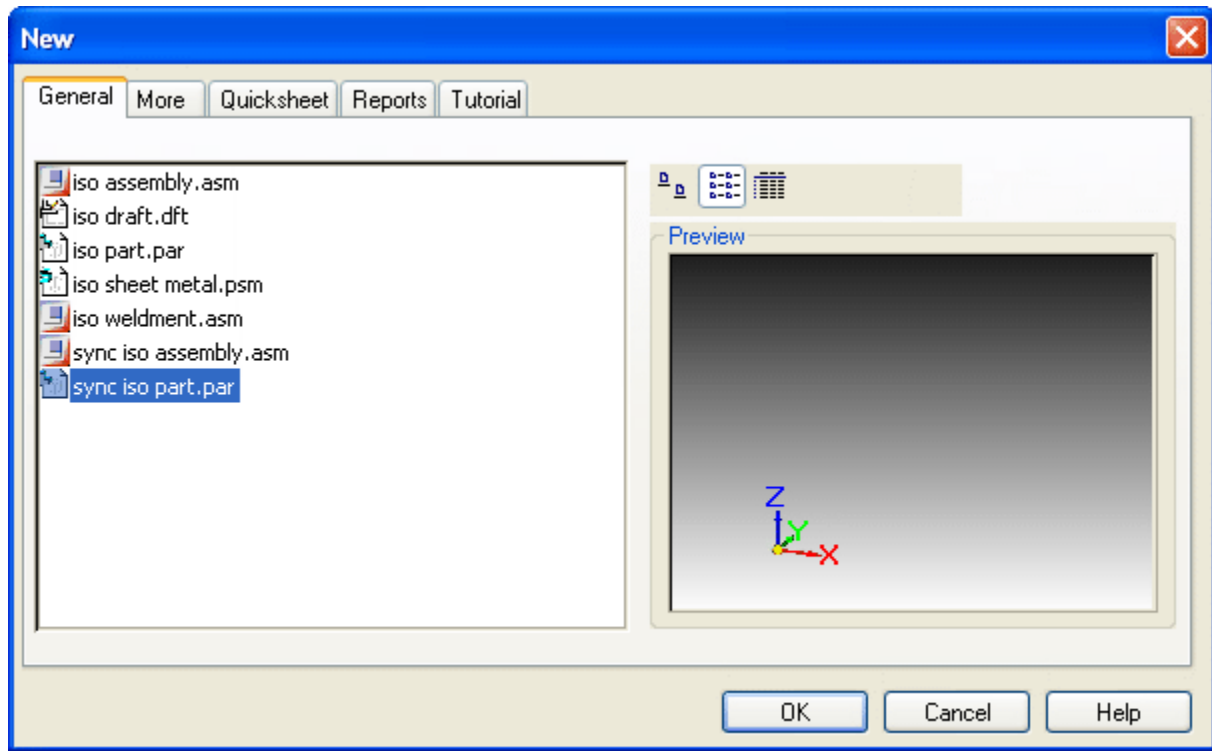 New
General More Quicksheet Reports Tutorial
iso assembly.asm
iso draft.dft
iso part.par
iso sheet metal.psm
iso weldment.asm
sync iso assembly.asm
sync iso part.par
Preview
Z
Y
X
OK Cancel Help